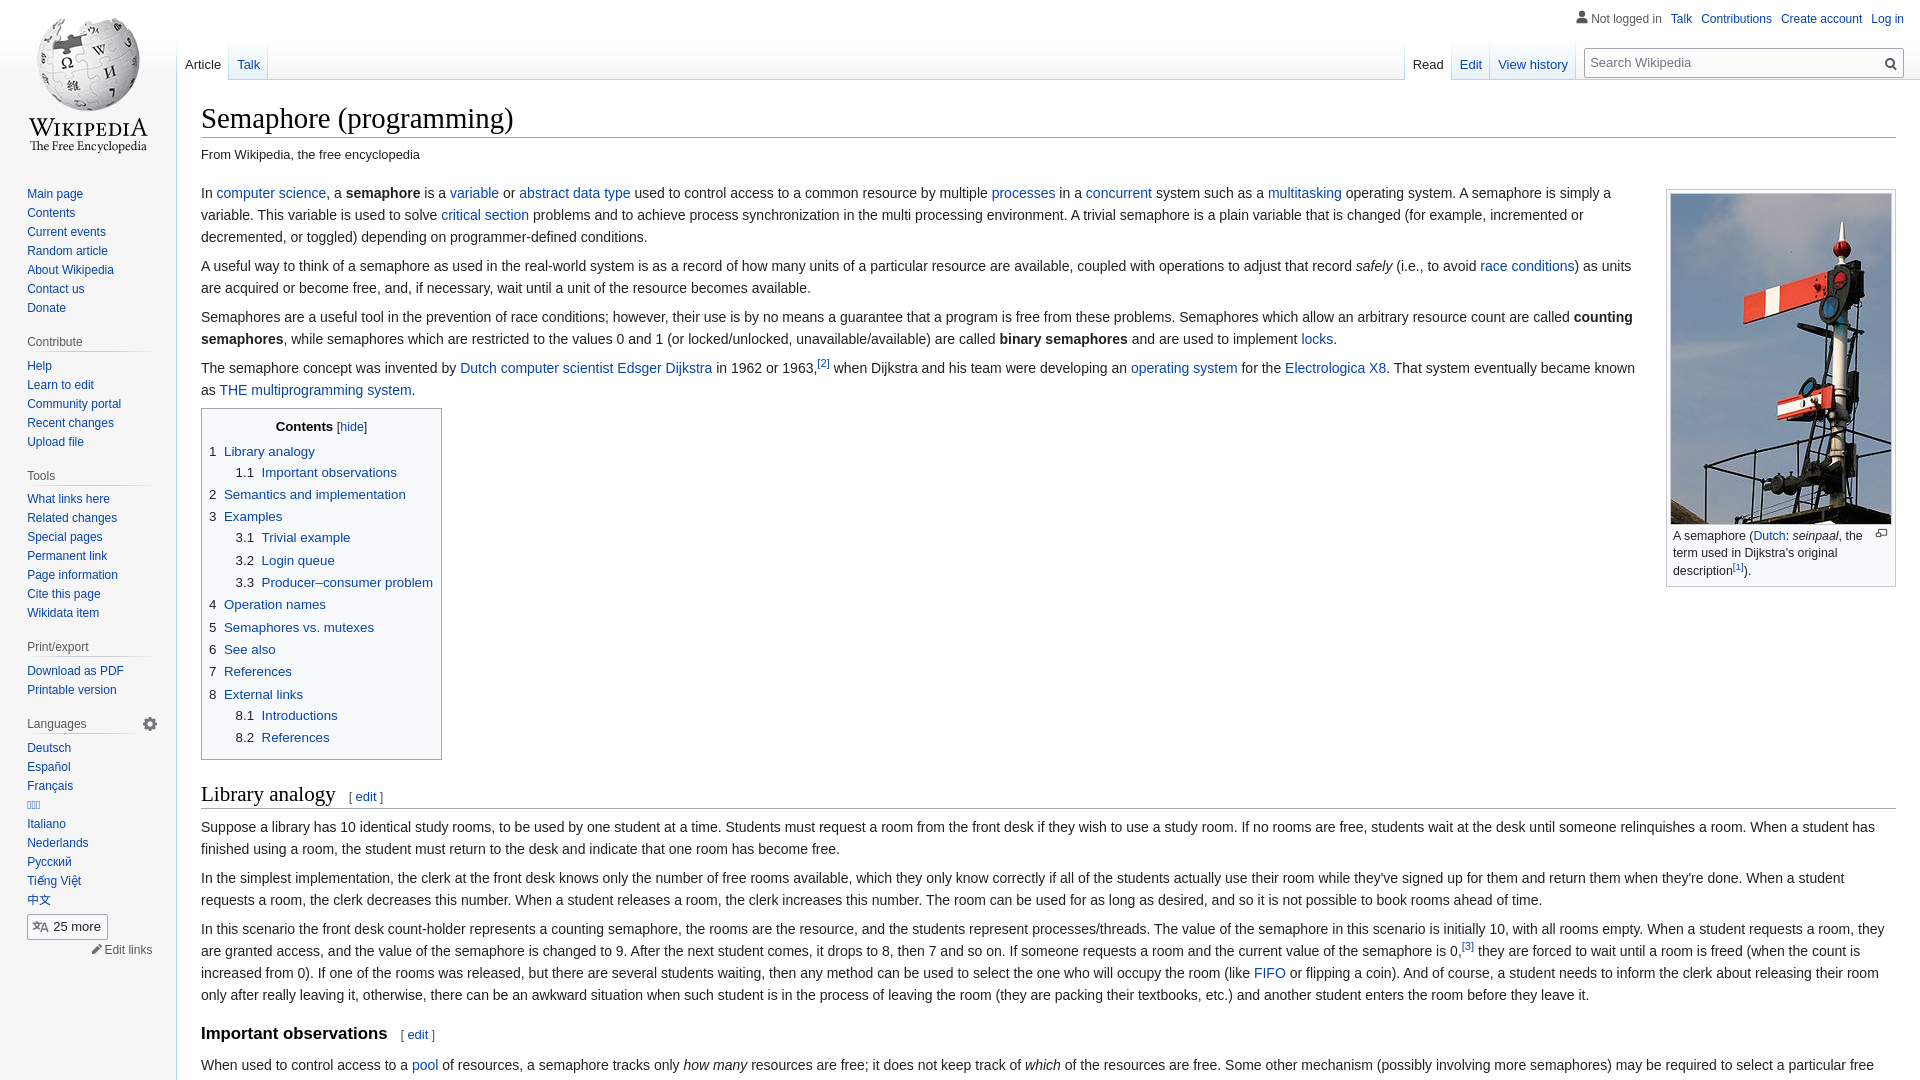 Not logged in Talk Contributions Create account Log in
Article Talk Read Edit View history Search Wikipedia
WIKIPEDIA
The Free Encyclopedia
Main page
Contents
Current events
Random article
About Wikipedia
Contact us
Donate
Contribute
Help
Learn to edit
Community portal
Recent changes
Upload file
Tools
What links here
Related changes
Special pages
Permanent link
Page information
Cite this page
Wikidata item
Print/export
Download as PDF
Printable version
Languages
Deutsch
Español
Français
Italiano
Nederlands
Русский
Tiếng Việt
中文
25 more
Edit links
Semaphore (programming)
From Wikipedia, the free encyclopedia
In computer science, a semaphore is a variable or abstract data type used to control access to a common resource by multiple processes in a concurrent system such as a multitasking operating system. A semaphore is simply a
variable. This variable is used to solve critical section problems and to achieve process synchronization in the multi processing environment. A trivial semaphore is a plain variable that is changed (for example, incremented or
decremented, or toggled) depending on programmer-defined conditions.
A useful way to think of a semaphore as used in the real-world system is as a record of how many units of a particular resource are available, coupled with operations to adjust that record safely (i.e., to avoid race conditions) as units
are acquired or become free, and, if necessary, wait until a unit of the resource becomes available.
Semaphores are a useful tool in the prevention of race conditions; however, their use is by no means a guarantee that a program is free from these problems. Semaphores which allow an arbitrary resource count are called counting
semaphores, while semaphores which are restricted to the values 0 and 1 (or locked/unlocked, unavailable/available) are called binary semaphores and are used to implement locks.
The semaphore concept was invented by Dutch computer scientist Edsger Dijkstra in 1962 or 1963,[2] when Dijkstra and his team were developing an operating system for the Electrologica X8. That system eventually became known
as THE multiprogramming system.
A semaphore (Dutch: seinpaal, the
term used in Dijkstra's original
description[1]).
Contents [hide]
1 Library analogy
1.1 Important observations
2 Semantics and implementation
3 Examples
3.1 Trivial example
3.2 Login queue
3.3 Producer–consumer problem
4 Operation names
5 Semaphores vs. mutexes
6 See also
7 References
8 External links
8.1 Introductions
8.2 References
Library analogy [ edit ]
Suppose a library has 10 identical study rooms, to be used by one student at a time. Students must request a room from the front desk if they wish to use a study room. If no rooms are free, students wait at the desk until someone relinquishes a room. When a student has
finished using a room, the student must return to the desk and indicate that one room has become free.
In the simplest implementation, the clerk at the front desk knows only the number of free rooms available, which they only know correctly if all of the students actually use their room while they've signed up for them and return them when they're done. When a student
requests a room, the clerk decreases this number. When a student releases a room, the clerk increases this number. The room can be used for as long as desired, and so it is not possible to book rooms ahead of time.
In this scenario the front desk count-holder represents a counting semaphore, the rooms are the resource, and the students represent processes/threads. The value of the semaphore in this scenario is initially 10, with all rooms empty. When a student requests a room, they
are granted access, and the value of the semaphore is changed to 9. After the next student comes, it drops to 8, then 7 and so on. If someone requests a room and the current value of the semaphore is 0,[3] they are forced to wait until a room is freed (when the count is
increased from 0). If one of the rooms was released, but there are several students waiting, then any method can be used to select the one who will occupy the room (like FIFO or flipping a coin). And of course, a student needs to inform the clerk about releasing their room
only after really leaving it, otherwise, there can be an awkward situation when such student is in the process of leaving the room (they are packing their textbooks, etc.) and another student enters the room before they leave it.
Important observations [ edit ]
When used to control access to a pool of resources, a semaphore tracks only how many resources are free; it does not keep track of which of the resources are free. Some other mechanism (possibly involving more semaphores) may be required to select a particular free